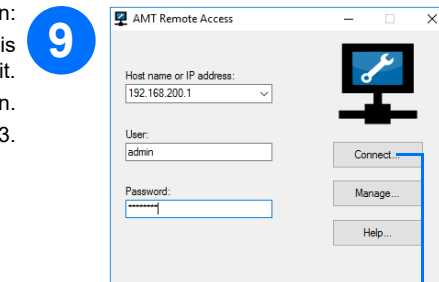 n:
is
it.
n.
3.
9
AMT Remote Access
Host name or IP address:
192.168.200.1
User:
admin
Password:
********
Connect...
Manage...
Help...